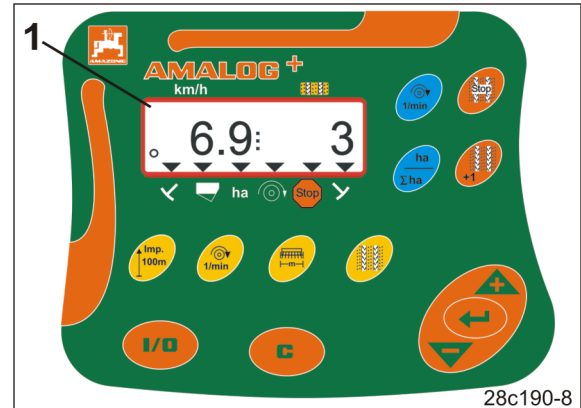 1
AMAZONE
AMALOG+
km/h
6.9: 3
ha Stop
1/min
Stop
ha
Σha
+1
Imp.
100m
1/min
m
I/O
C
+
-
28c190-8